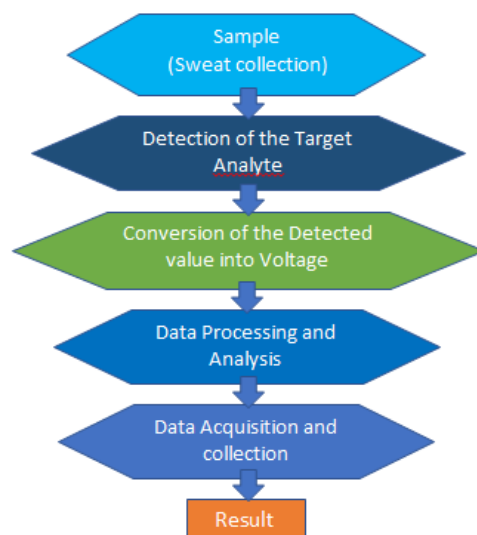 Sample
(Sweat collection)
Detection of the Target
Analyte
Conversion of the Detected
value into Voltage
Data Processing and
Analysis
Data Acquisition and
collection
Result